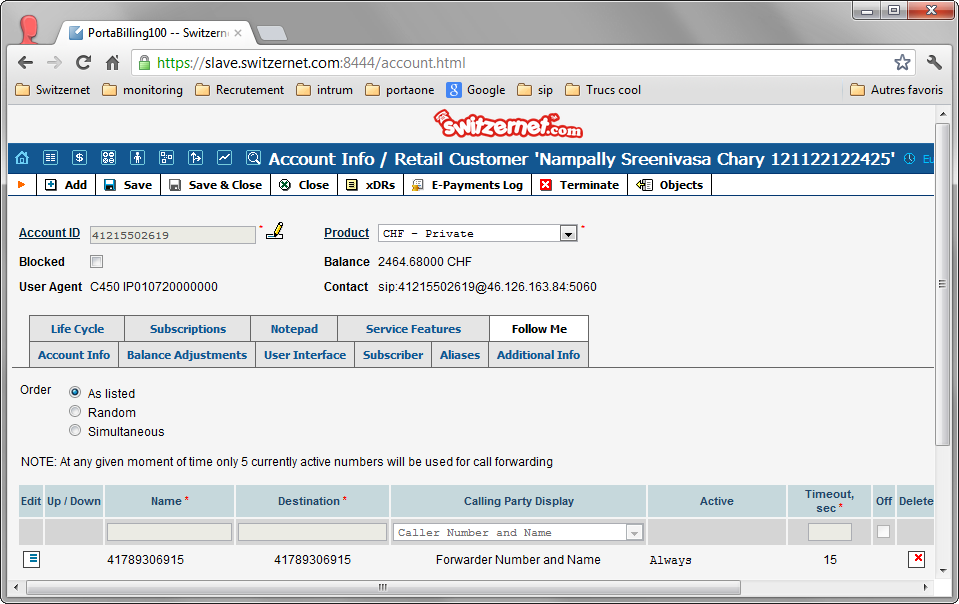 PortaBilling100 -- Switzern
https://slave.switzernet.com:8444/account.html
Switzernet monitoring Recrutement intrum portaone Google sip Trucs cool Autres favoris
switzernet.com
Account Info / Retail Customer 'Nampally Sreenivasa Chary 121122122425' Eu
Add Save Save & Close Close xDRs E-Payments Log Terminate Objects
Account ID 41215502619 * Product CHF - Private *
Blocked Balance 2464.68000 CHF
User Agent C450 IP010720000000 Contact sip:41215502619@46.126.163.84:5060
Life Cycle Subscriptions Notepad Service Features Follow Me
Account Info Balance Adjustments User Interface Subscriber Aliases Additional Info
Order As listed
Random
Simultaneous
NOTE: At any given moment of time only 5 currently active numbers will be used for call forwarding
Edit Up / Down Name * Destination * Calling Party Display Active Timeout, sec * Off Delete
Caller Number and Name
41789306915 41789306915 Forwarder Number and Name Always 15